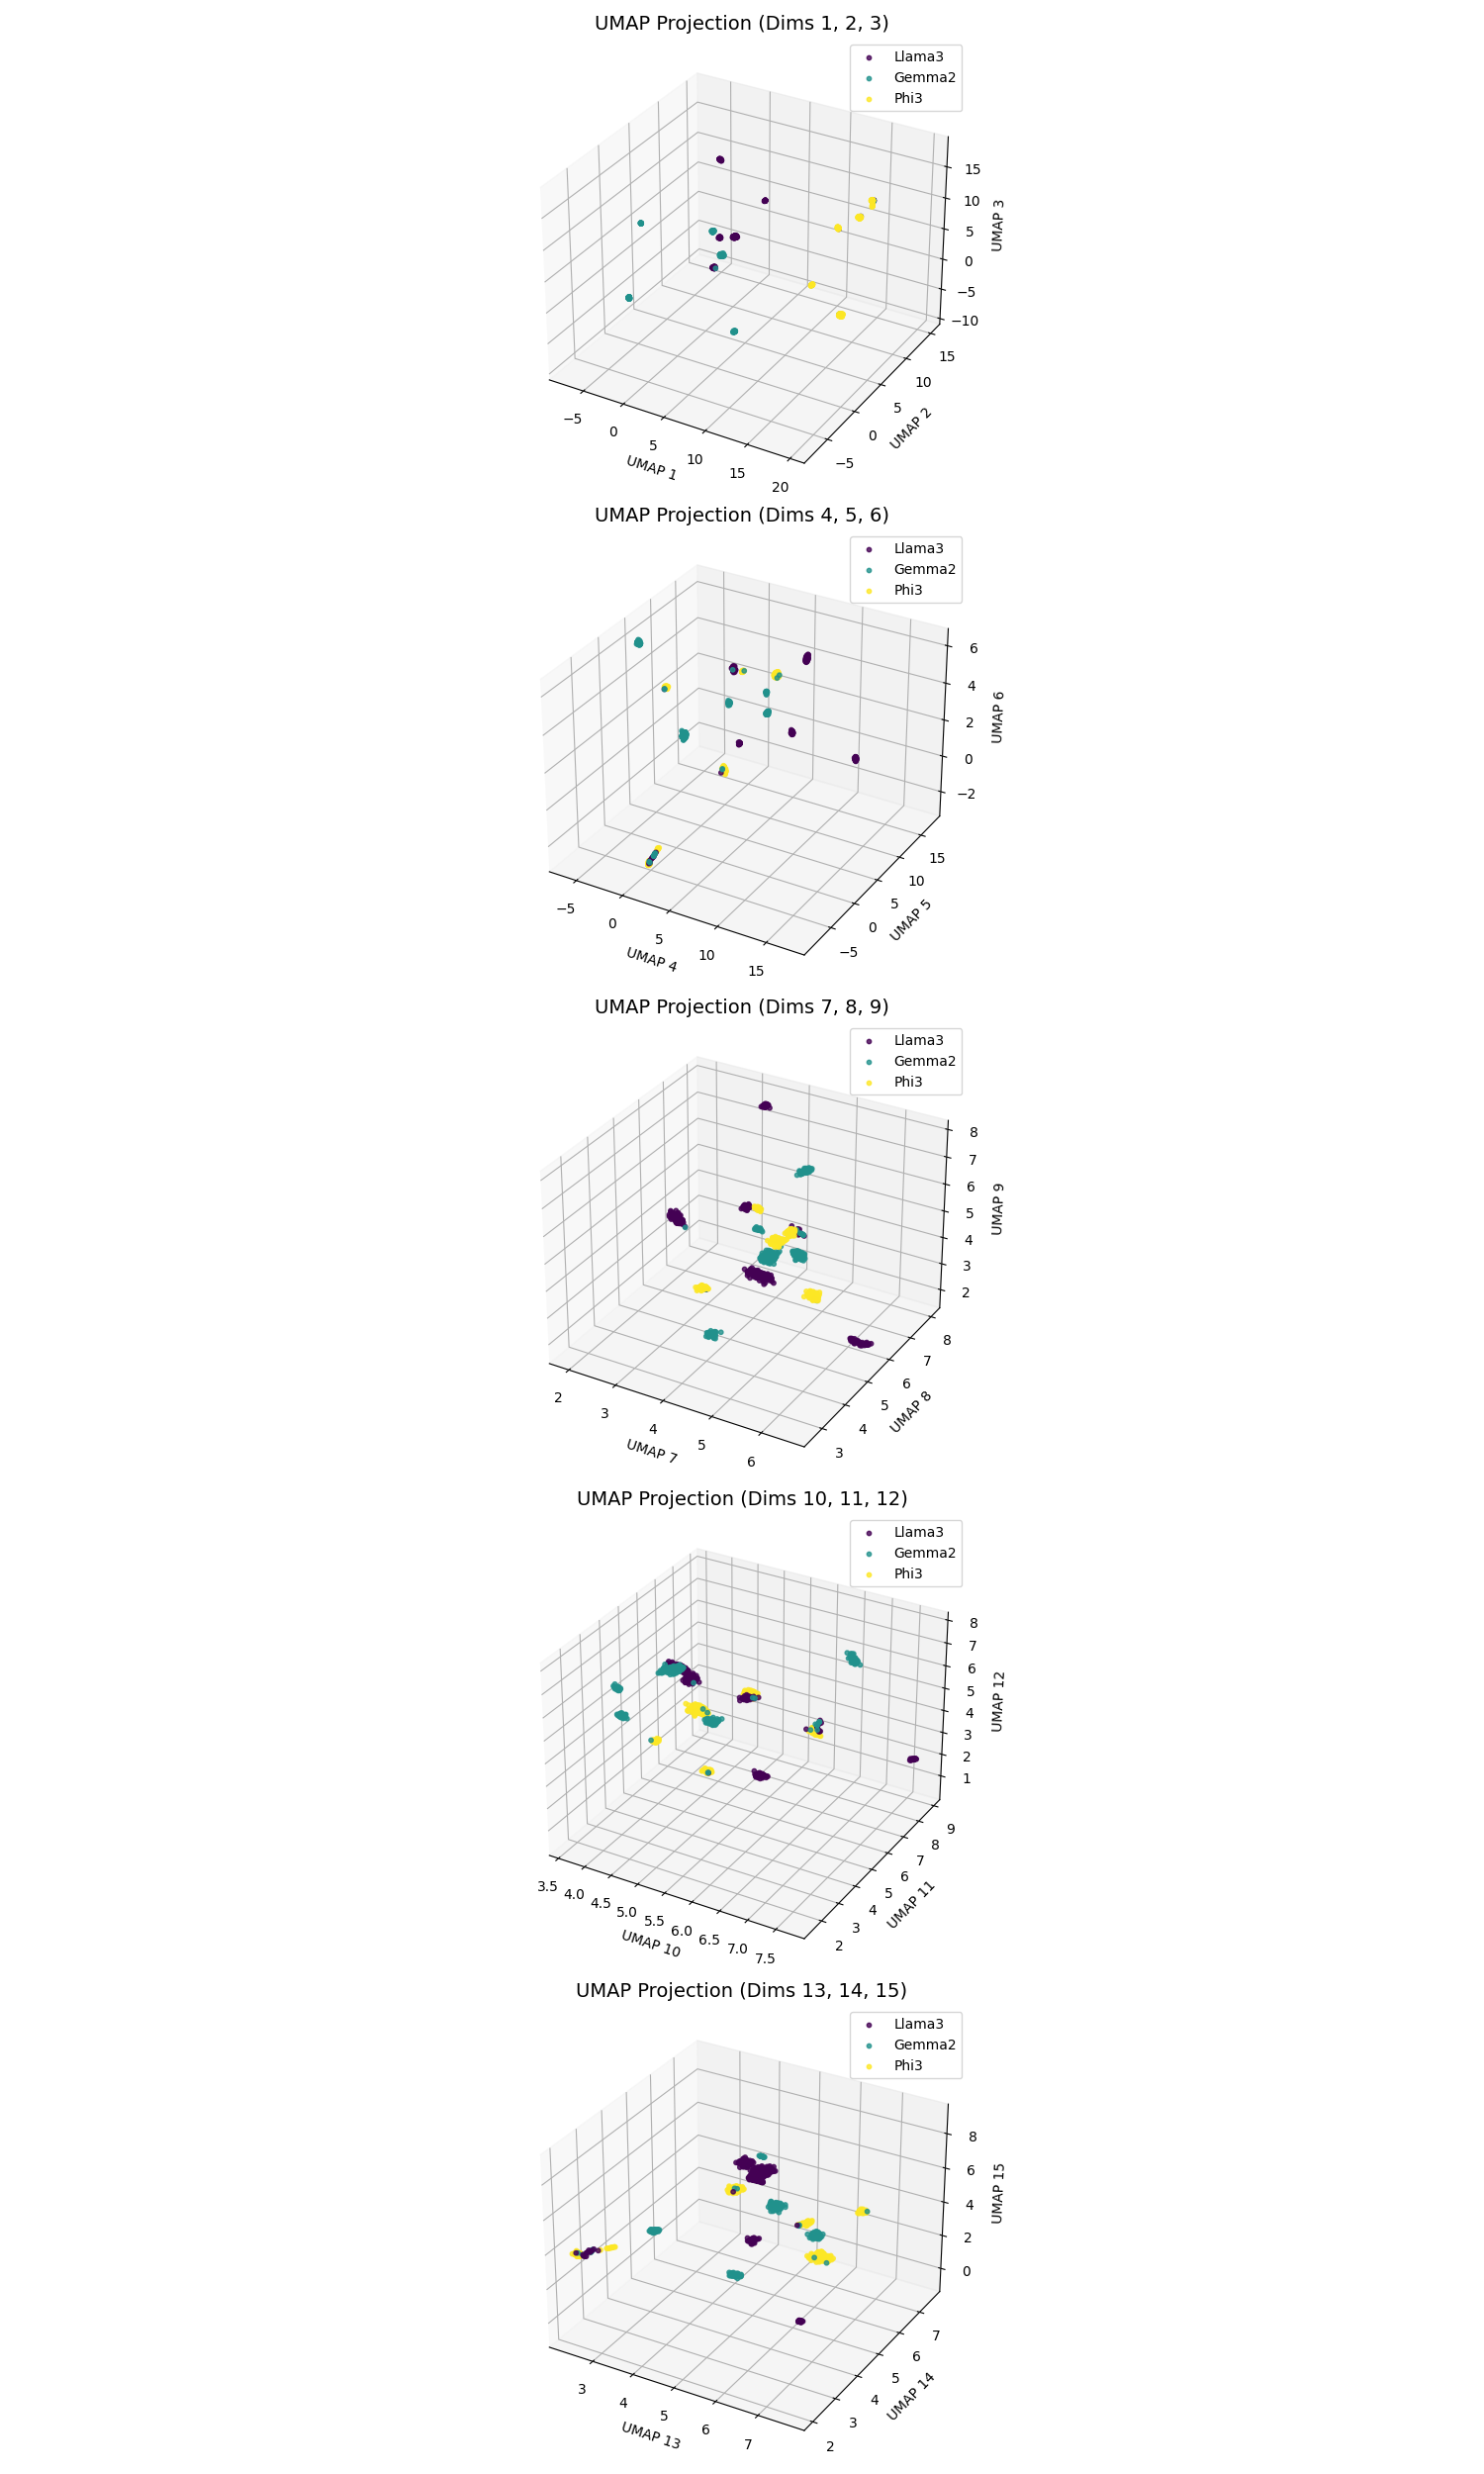 UMAP Projection (Dims 1, 2, 3)
Llama3
Gemma2
Phi3
15
10
5
0
−5
−10
UMAP 3
15
10
5
0
−5
UMAP 2
−5
0
5
10
15
20
UMAP 1
UMAP Projection (Dims 4, 5, 6)
Llama3
Gemma2
Phi3
6
4
2
0
−2
UMAP 6
15
10
5
0
−5
UMAP 5
−5
0
5
10
15
UMAP 4
UMAP Projection (Dims 7, 8, 9)
Llama3
Gemma2
Phi3
8
7
6
5
4
3
2
UMAP 9
8
7
6
5
4
3
UMAP 8
2
3
4
5
6
UMAP 7
UMAP Projection (Dims 10, 11, 12)
Llama3
Gemma2
Phi3
8
7
6
5
4
3
2
1
UMAP 12
9
8
7
6
5
4
3
2
UMAP 11
3.5
4.0
4.5
5.0
5.5
6.0
6.5
7.0
7.5
UMAP 10
UMAP Projection (Dims 13, 14, 15)
Llama3
Gemma2
Phi3
8
6
4
2
0
UMAP 15
7
6
5
4
3
2
UMAP 14
3
4
5
6
7
UMAP 13